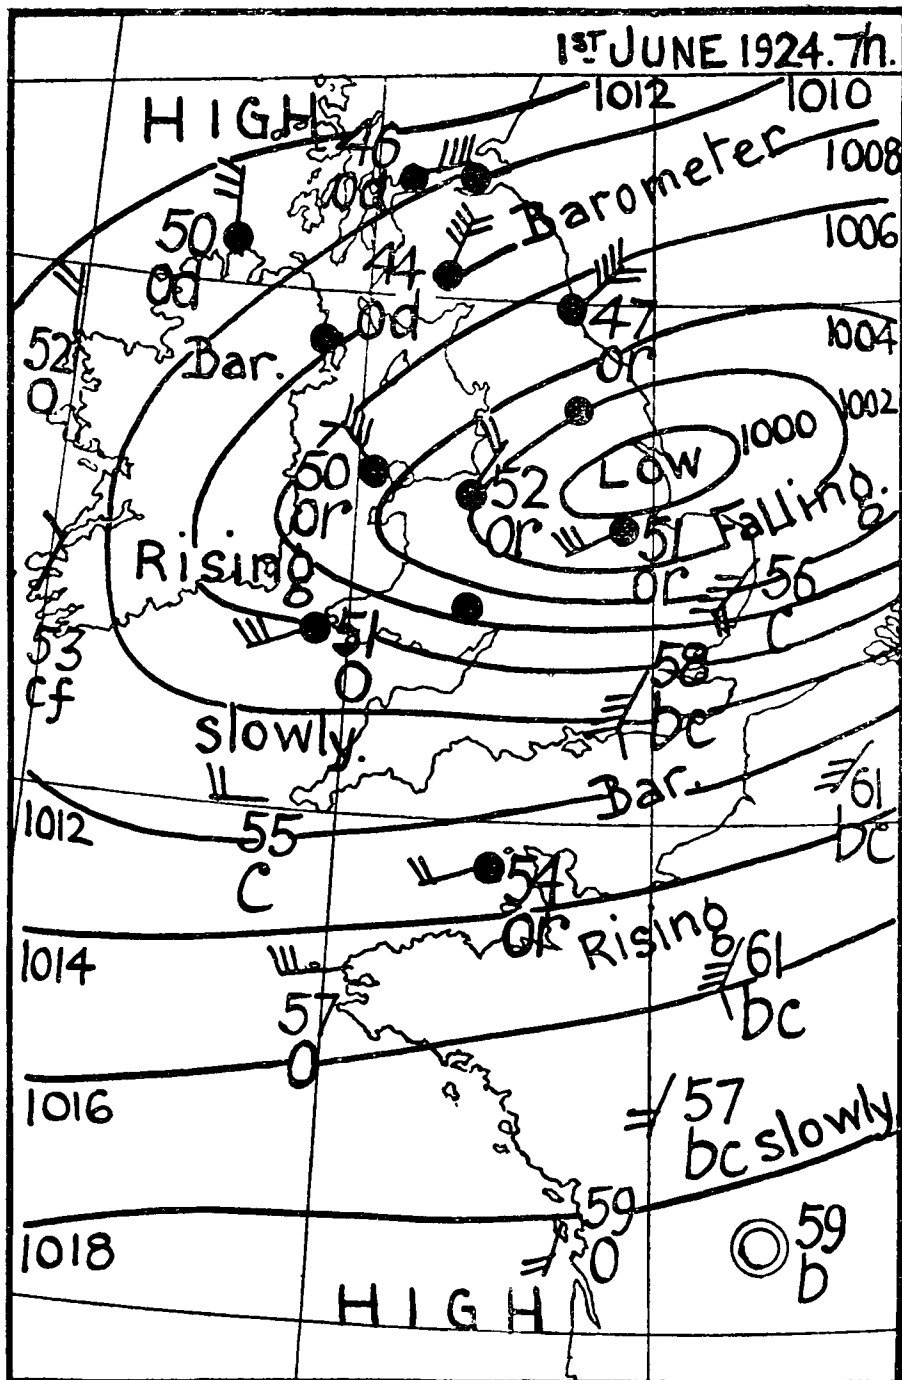 1ST JUNE 1924. 7h.
1012
1010
HIGH
46
od
Barometer
1008
50
od
44
od
1006
52
O
Bar.
47
or
1004
1002
1000
Low
50
or
52
or
Falling.
51
or
56
C
Rising
53
cf
51
O
58
bc
slowly.
Bar.
61
bc
1012
55
C
54
or
Rising
1014
61
bc
57
O
1016
57
bc
slowly
59
O
59
b
1018
HIGH